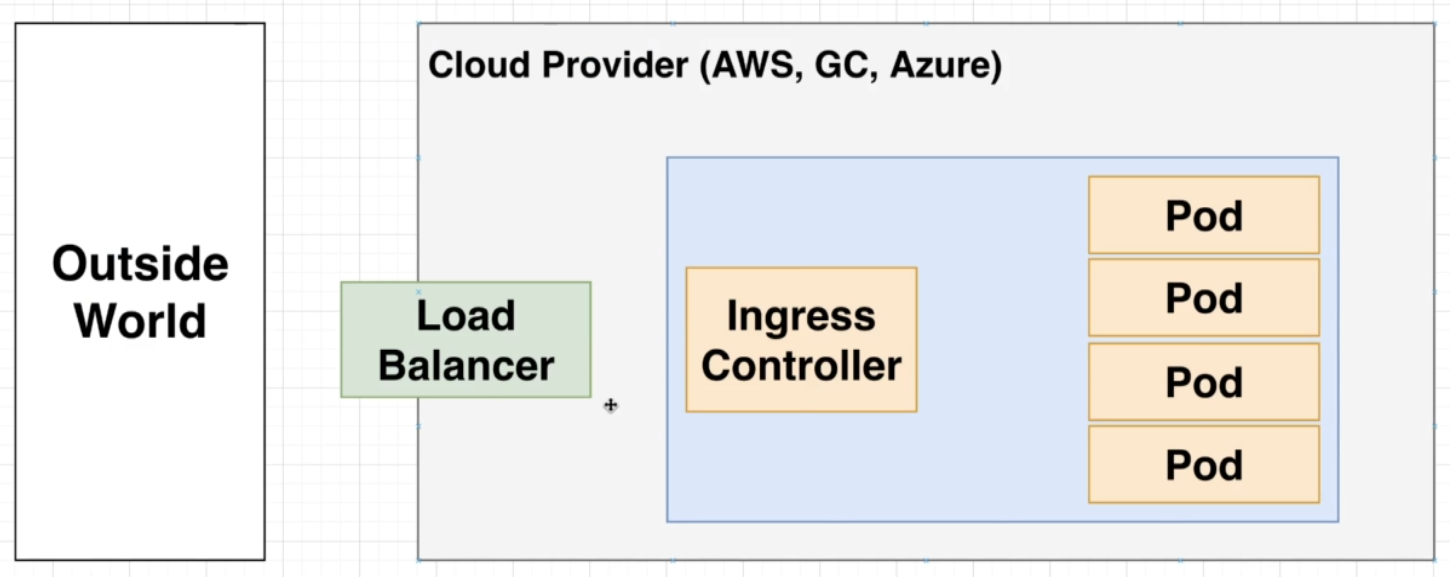 Cloud Provider (AWS, GC, Azure)
Outside
World
Load
Balancer
Ingress
Controller
Pod
Pod
Pod
Pod